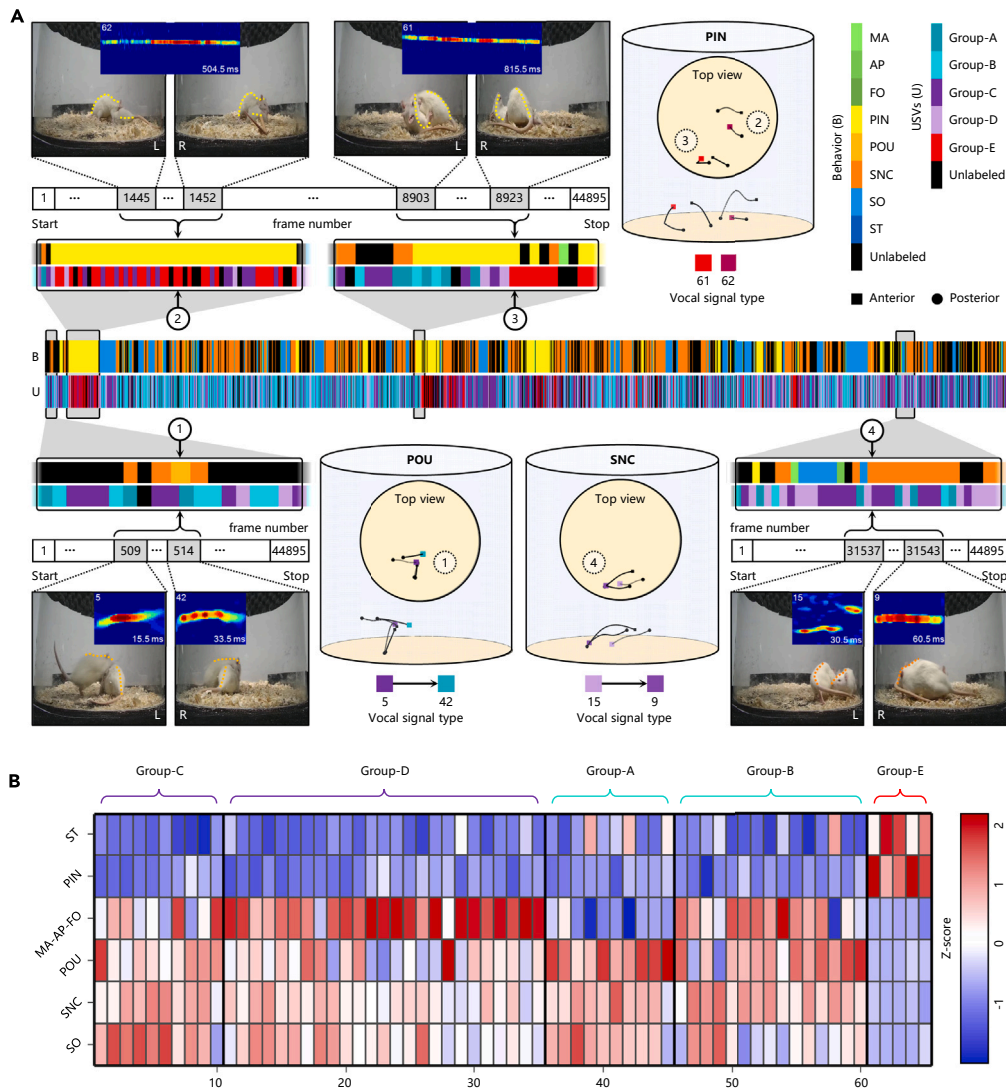 A
62
504.5 ms
L
R
61
815.5 ms
L
R
1 ... 1445 ... 1452 ... 8903 ... 8923 ... 44895
Start
frame number
Stop
2
3
PIN
Top view
2
3
61 62
Vocal signal type
Behavior (B)
MA
AP
FO
PIN
POU
SNC
SO
ST
Unlabeled
USVs (U)
Group-A
Group-B
Group-C
Group-D
Group-E
Unlabeled
Anterior
Posterior
B
U
1
frame number
1 ... 509 ... 514 ... 44895
Start
Stop
5
15.5 ms
L
42
33.5 ms
R
POU
Top view
1
5 42
Vocal signal type
SNC
Top view
4
15 9
Vocal signal type
4
frame number
1 ... 31537 ... 31543 ... 44895
Start
Stop
15
30.5 ms
L
9
60.5 ms
R
B
Group-C
Group-D
Group-A
Group-B
Group-E
ST
PIN
MA-AP-FO
POU
SNC
SO
10 20 30 40 50 60
2
1
0
-1
Z-score